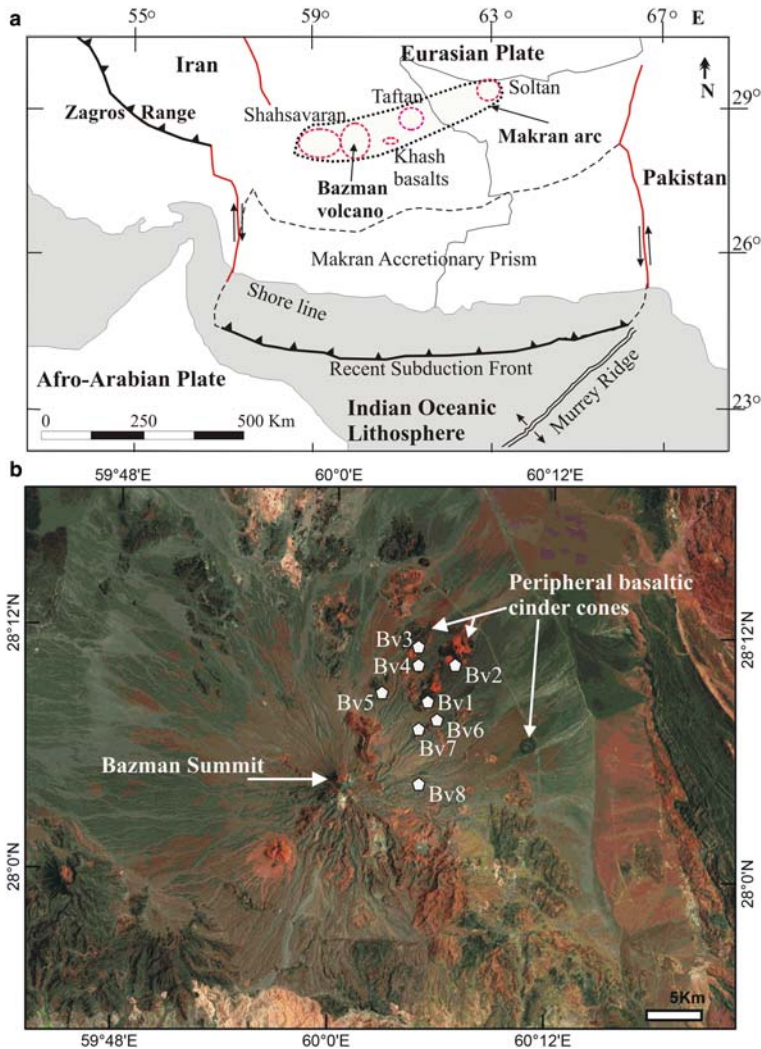 a
55° 59° 63 67° E
Iran
Eurasian Plate
N
Zagros Range
Shahsavaran
Taftan
Soltan
29°
Makran arc
Khash
basalts
Bazman
volcano
Pakistan
26°
Makran Accretionary Prism
Shore line
Recent Subduction Front
Afro-Arabian Plate
Indian Oceanic
Lithosphere
Murrey Ridge
23°
0 250 500 Km
b
59°48'E 60°0'E 60°12'E
Peripheral basaltic
cinder cones
28°12'N
28°12'N
Bv3
Bv4
Bv2
Bv5
Bv1
Bv6
Bv7
Bazman Summit
Bv8
28°0'N
28°0'N
5Km
59°48'E 60°0'E 60°12'E